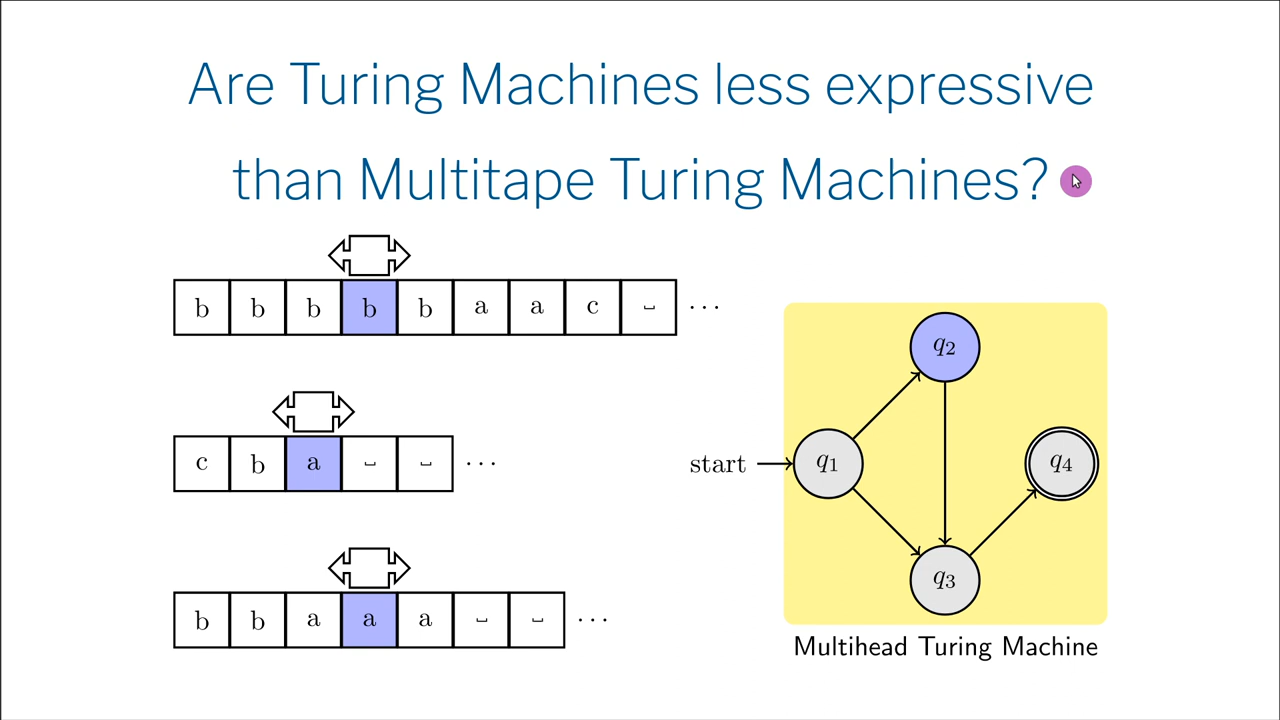 Are Turing Machines less expressive
than Multitape Turing Machines?
b b b b b a a c ␣ ···
c b a ␣ ␣ ···
b b a a a ␣ ␣ ···
q2
start q1 q4
q3
Multihead Turing Machine